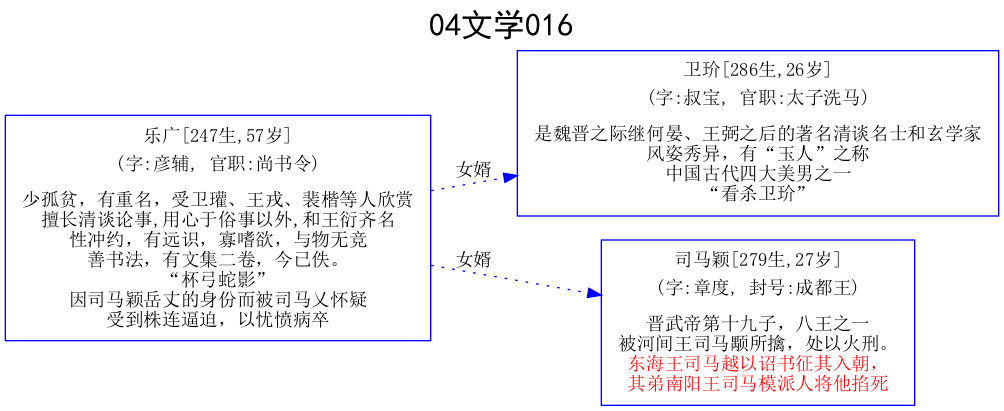 04文学016
乐广[247生,57岁]
(字:彦辅, 官职:尚书令)
少孤贫，有重名，受卫瓘、王戎、裴楷等人欣赏
擅长清谈论事,用心于俗事以外,和王衍齐名
性冲约，有远识，寡嗜欲，与物无竞
善书法，有文集二卷，今已佚。
“杯弓蛇影”
因司马颖岳丈的身份而被司马乂怀疑
受到株连逼迫，以忧愤病卒
女婿
女婿
卫玠[286生,26岁]
(字:叔宝, 官职:太子洗马)
是魏晋之际继何晏、王弼之后的著名清谈名士和玄学家
风姿秀异，有“玉人”之称
中国古代四大美男之一
“看杀卫玠”
司马颖[279生,27岁]
(字:章度, 封号:成都王)
晋武帝第十九子，八王之一
被河间王司马颙所擒，处以火刑。
东海王司马越以诏书征其入朝，
其弟南阳王司马模派人将他掐死